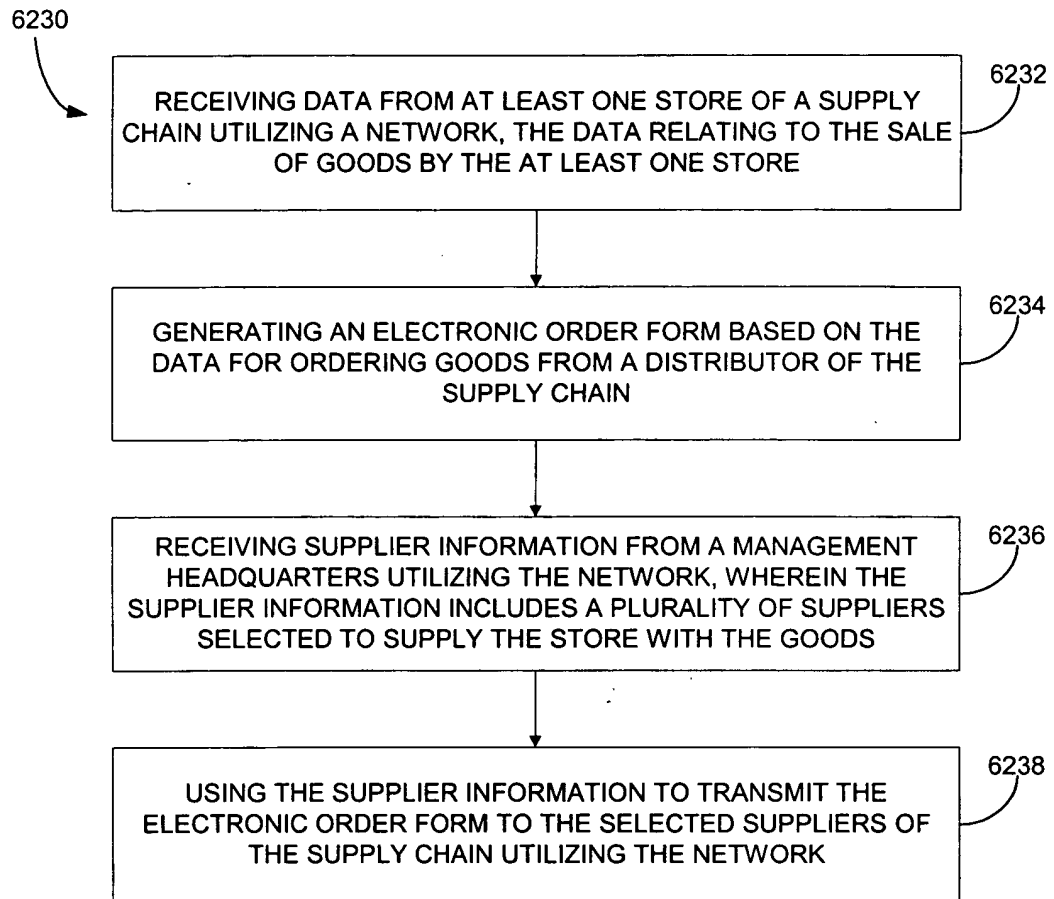 6230
RECEIVING DATA FROM AT LEAST ONE STORE OF A SUPPLY
CHAIN UTILIZING A NETWORK, THE DATA RELATING TO THE SALE
OF GOODS BY THE AT LEAST ONE STORE
6232
GENERATING AN ELECTRONIC ORDER FORM BASED ON THE
DATA FOR ORDERING GOODS FROM A DISTRIBUTOR OF THE
SUPPLY CHAIN
6234
RECEIVING SUPPLIER INFORMATION FROM A MANAGEMENT
HEADQUARTERS UTILIZING THE NETWORK, WHEREIN THE
SUPPLIER INFORMATION INCLUDES A PLURALITY OF SUPPLIERS
SELECTED TO SUPPLY THE STORE WITH THE GOODS
6236
USING THE SUPPLIER INFORMATION TO TRANSMIT THE
ELECTRONIC ORDER FORM TO THE SELECTED SUPPLIERS OF
THE SUPPLY CHAIN UTILIZING THE NETWORK
6238